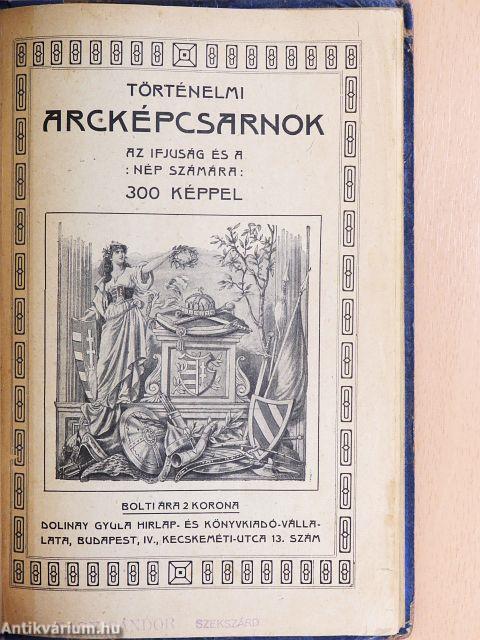 TÖRTÉNELMI
ARCKÉPCSARNOK
AZ IFJUSÁG ÉS A
: NÉP SZÁMÁRA :
300 KÉPPEL
BOLTI ÁRA 2 KORONA
DOLINAY GYULA HIRLAP- ÉS KÖNYVKIADÓ-VÁLLA-
LATA, BUDAPEST, IV., KECSKEMÉTI-UTCA 13. SZÁM
SZEKSZÁRD
Antikvárium.hu